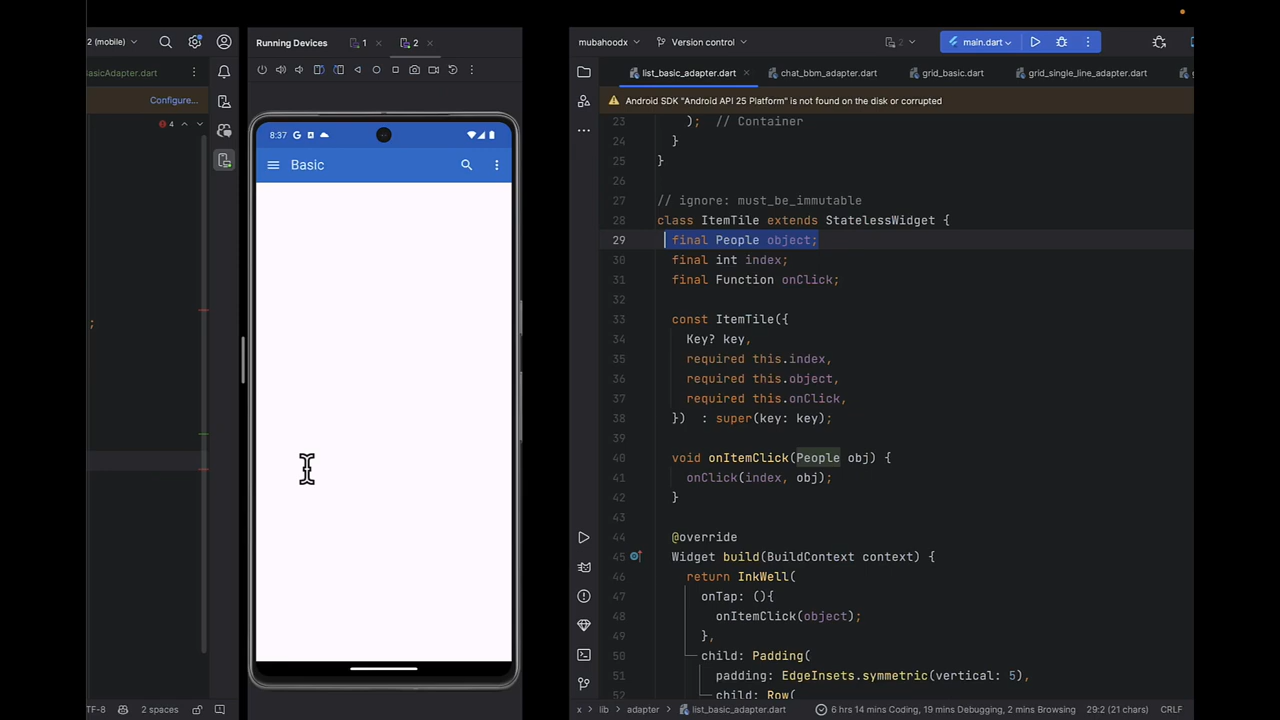 2 (mobile)
Running Devices
1
2
mubahoodx
Version control
2
main.dart
BasicAdapter.dart
list_basic_adapter.dart
chat_bbm_adapter.dart
grid_basic.dart
grid_single_line_adapter.dart
Configure...
Android SDK "Android API 25 Platform" is not found on the disk or corrupted
4
8:37
Basic
;
23 ); // Container
24 }
25 }
26
27 // ignore: must_be_immutable
28 class ItemTile extends StatelessWidget {
29 final People object;
30 final int index;
31 final Function onClick;
32
33 const ItemTile({
34 Key? key,
35 required this.index,
36 required this.object,
37 required this.onClick,
38 }) : super(key: key);
39
40 void onItemClick(People obj) {
41 onClick(index, obj);
42 }
43
44 @override
45 Widget build(BuildContext context) {
46 return InkWell(
47 onTap: (){
48 onItemClick(object);
49 },
50 child: Padding(
51 padding: EdgeInsets.symmetric(vertical: 5),
52 child: Row(
TF-8 2 spaces
x > lib > adapter > list_basic_adapter.dart
6 hrs 14 mins Coding, 19 mins Debugging, 2 mins Browsing
29:2 (21 chars)
CRLF